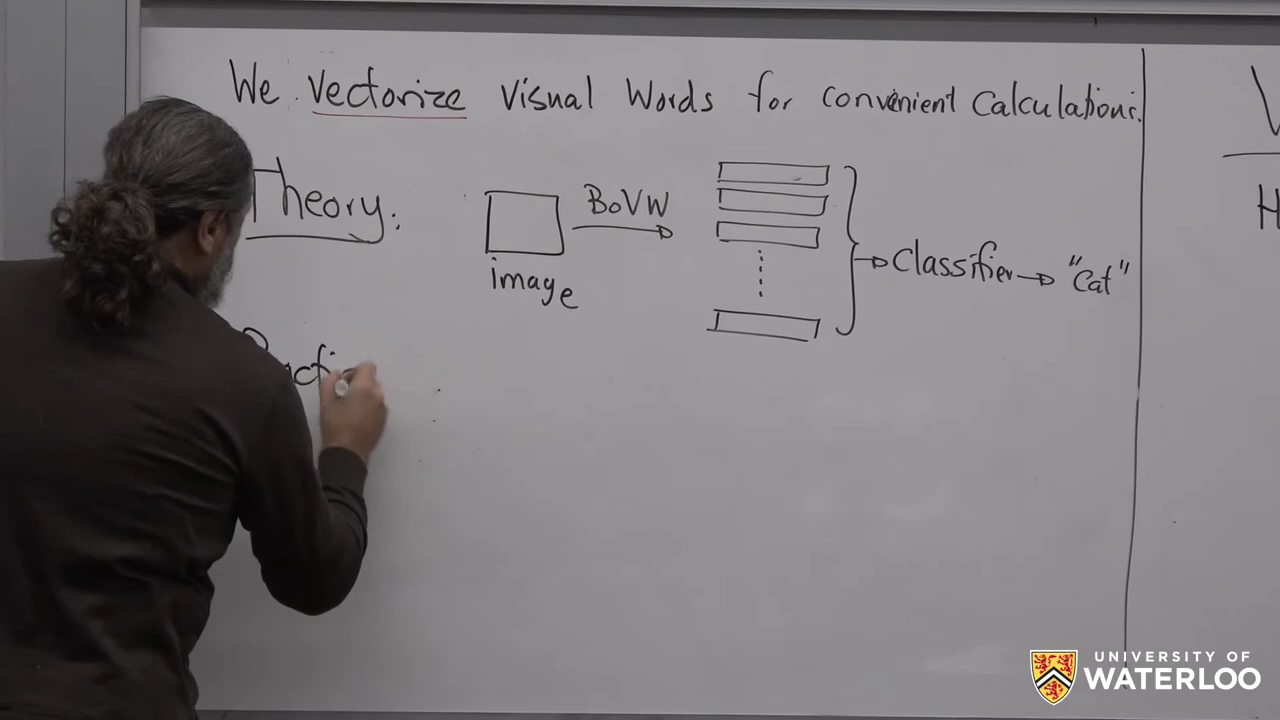 We Vectorize Visual Words for Convenient Calculations.
Theory:
image
BoVW
Classifier
"Cat"
UNIVERSITY OF
WATERLOO